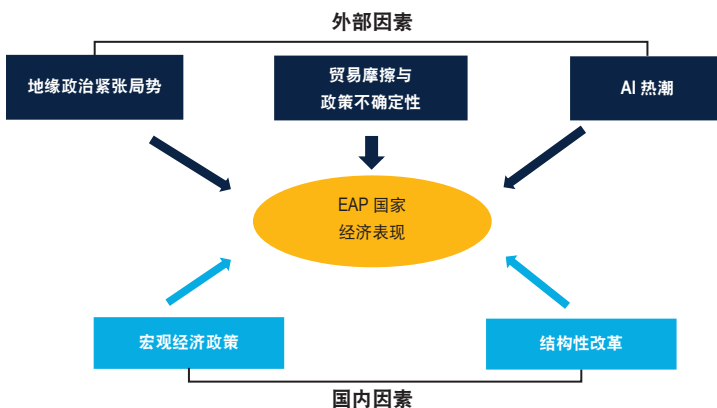 外部因素
地缘政治紧张局势
贸易摩擦与
政策不确定性
AI 热潮
EAP 国家
经济表现
宏观经济政策
结构性改革
国内因素